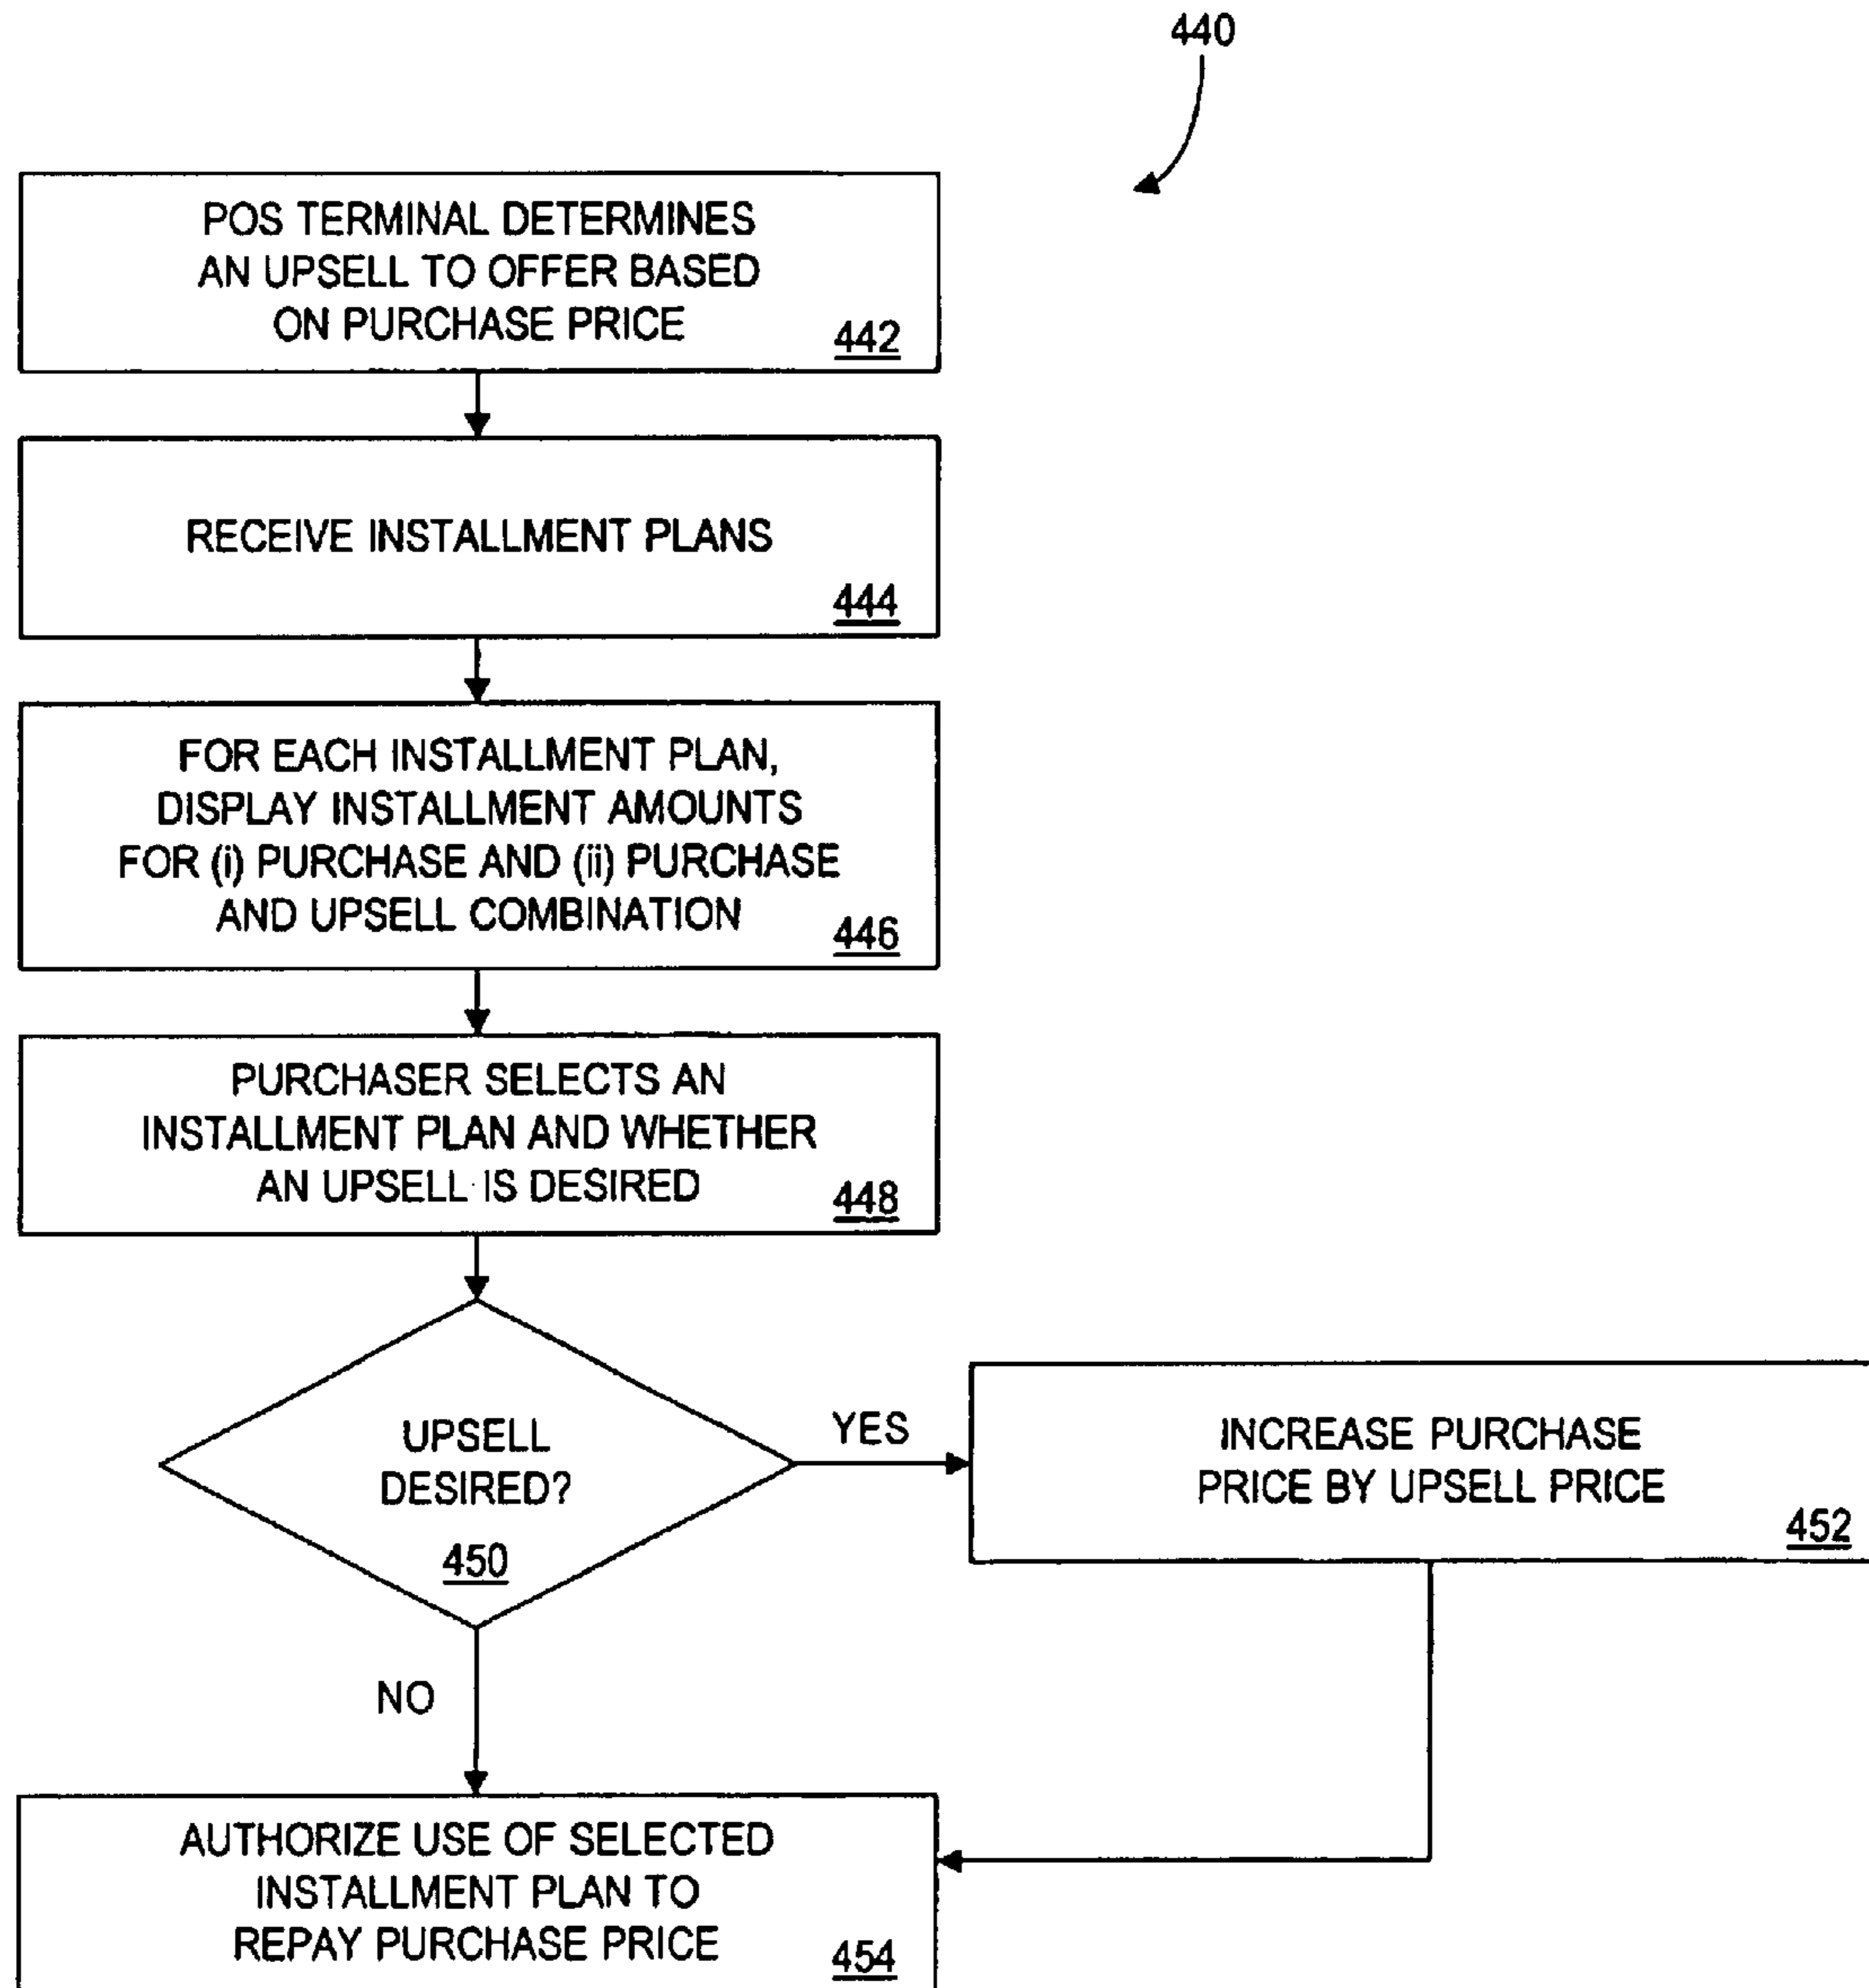 440
POS TERMINAL DETERMINES
AN UPSELL TO OFFER BASED
ON PURCHASE PRICE
442
RECEIVE INSTALLMENT PLANS
444
FOR EACH INSTALLMENT PLAN,
DISPLAY INSTALLMENT AMOUNTS
FOR (i) PURCHASE AND (ii) PURCHASE
AND UPSELL COMBINATION
446
PURCHASER SELECTS AN
INSTALLMENT PLAN AND WHETHER
AN UPSELL IS DESIRED
448
UPSELL
DESIRED?
450
YES
INCREASE PURCHASE
PRICE BY UPSELL PRICE
452
NO
AUTHORIZE USE OF SELECTED
INSTALLMENT PLAN TO
REPAY PURCHASE PRICE
454